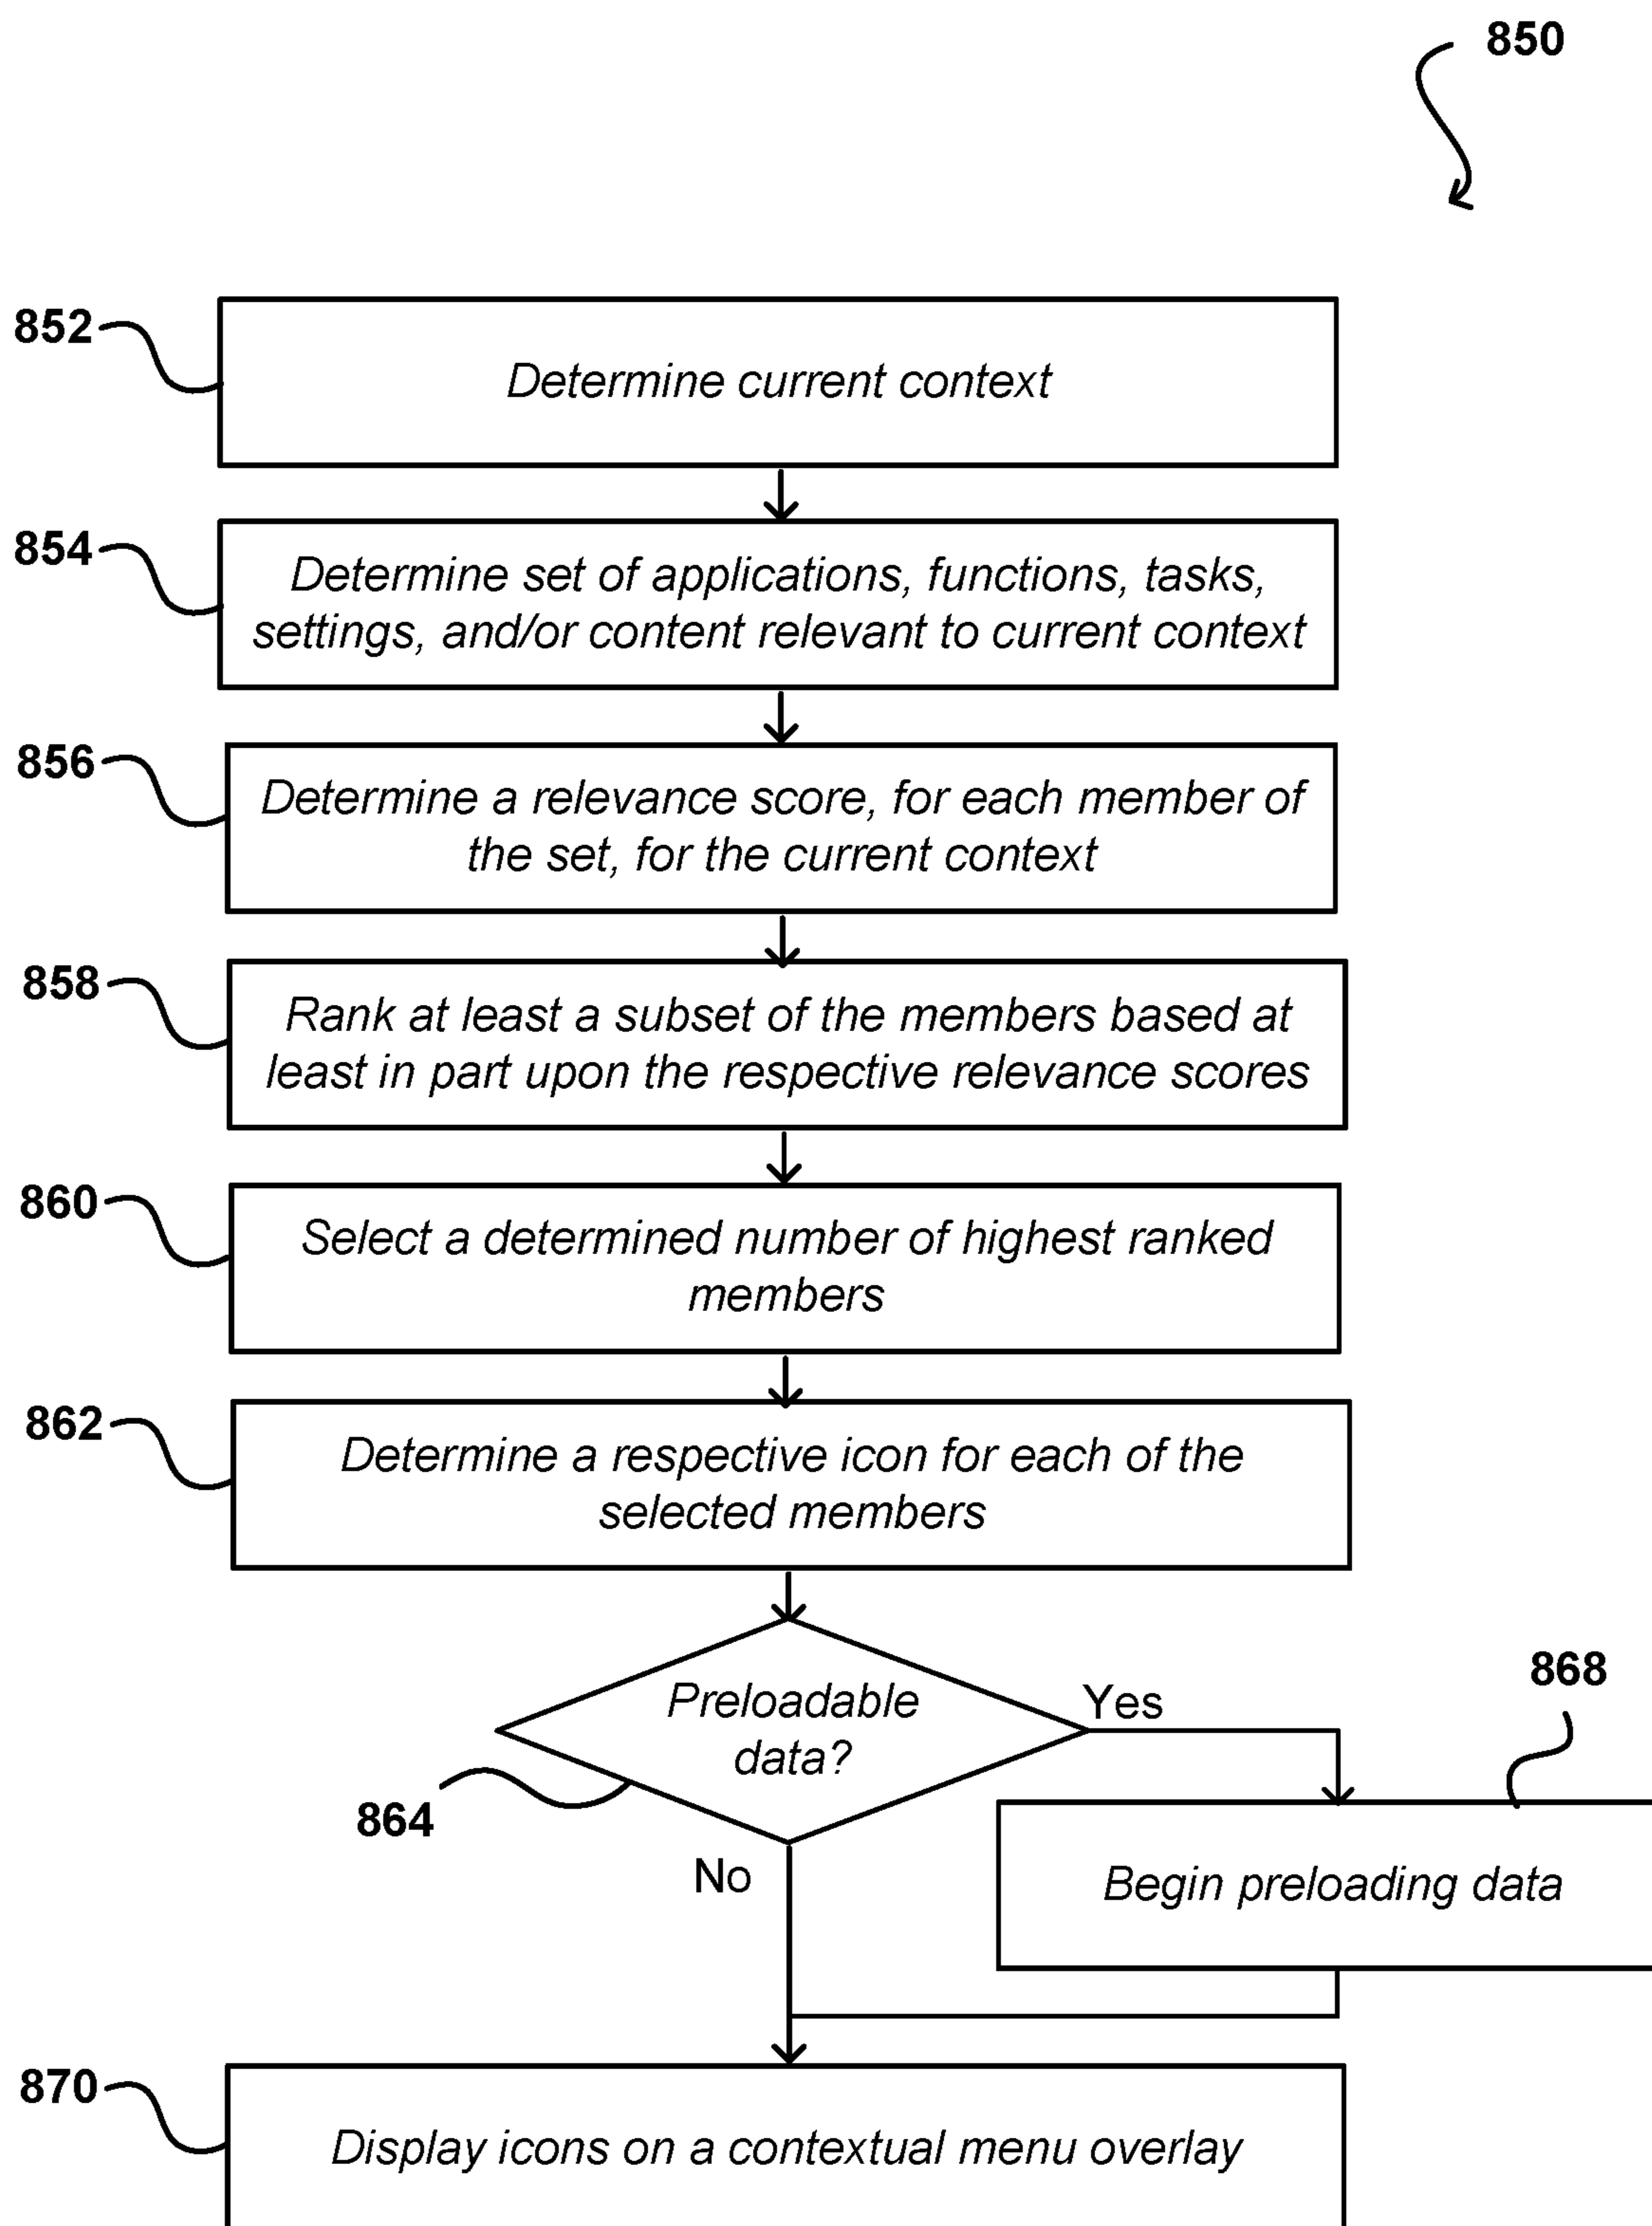 850
852
Determine current context
854
Determine set of applications, functions, tasks,
settings, and/or content relevant to current context
856
Determine a relevance score, for each member of
the set, for the current context
858
Rank at least a subset of the members based at
least in part upon the respective relevance scores
860
Select a determined number of highest ranked
members
862
Determine a respective icon for each of the
selected members
868
Preloadable
data?
Yes
864
No
Begin preloading data
870
Display icons on a contextual menu overlay